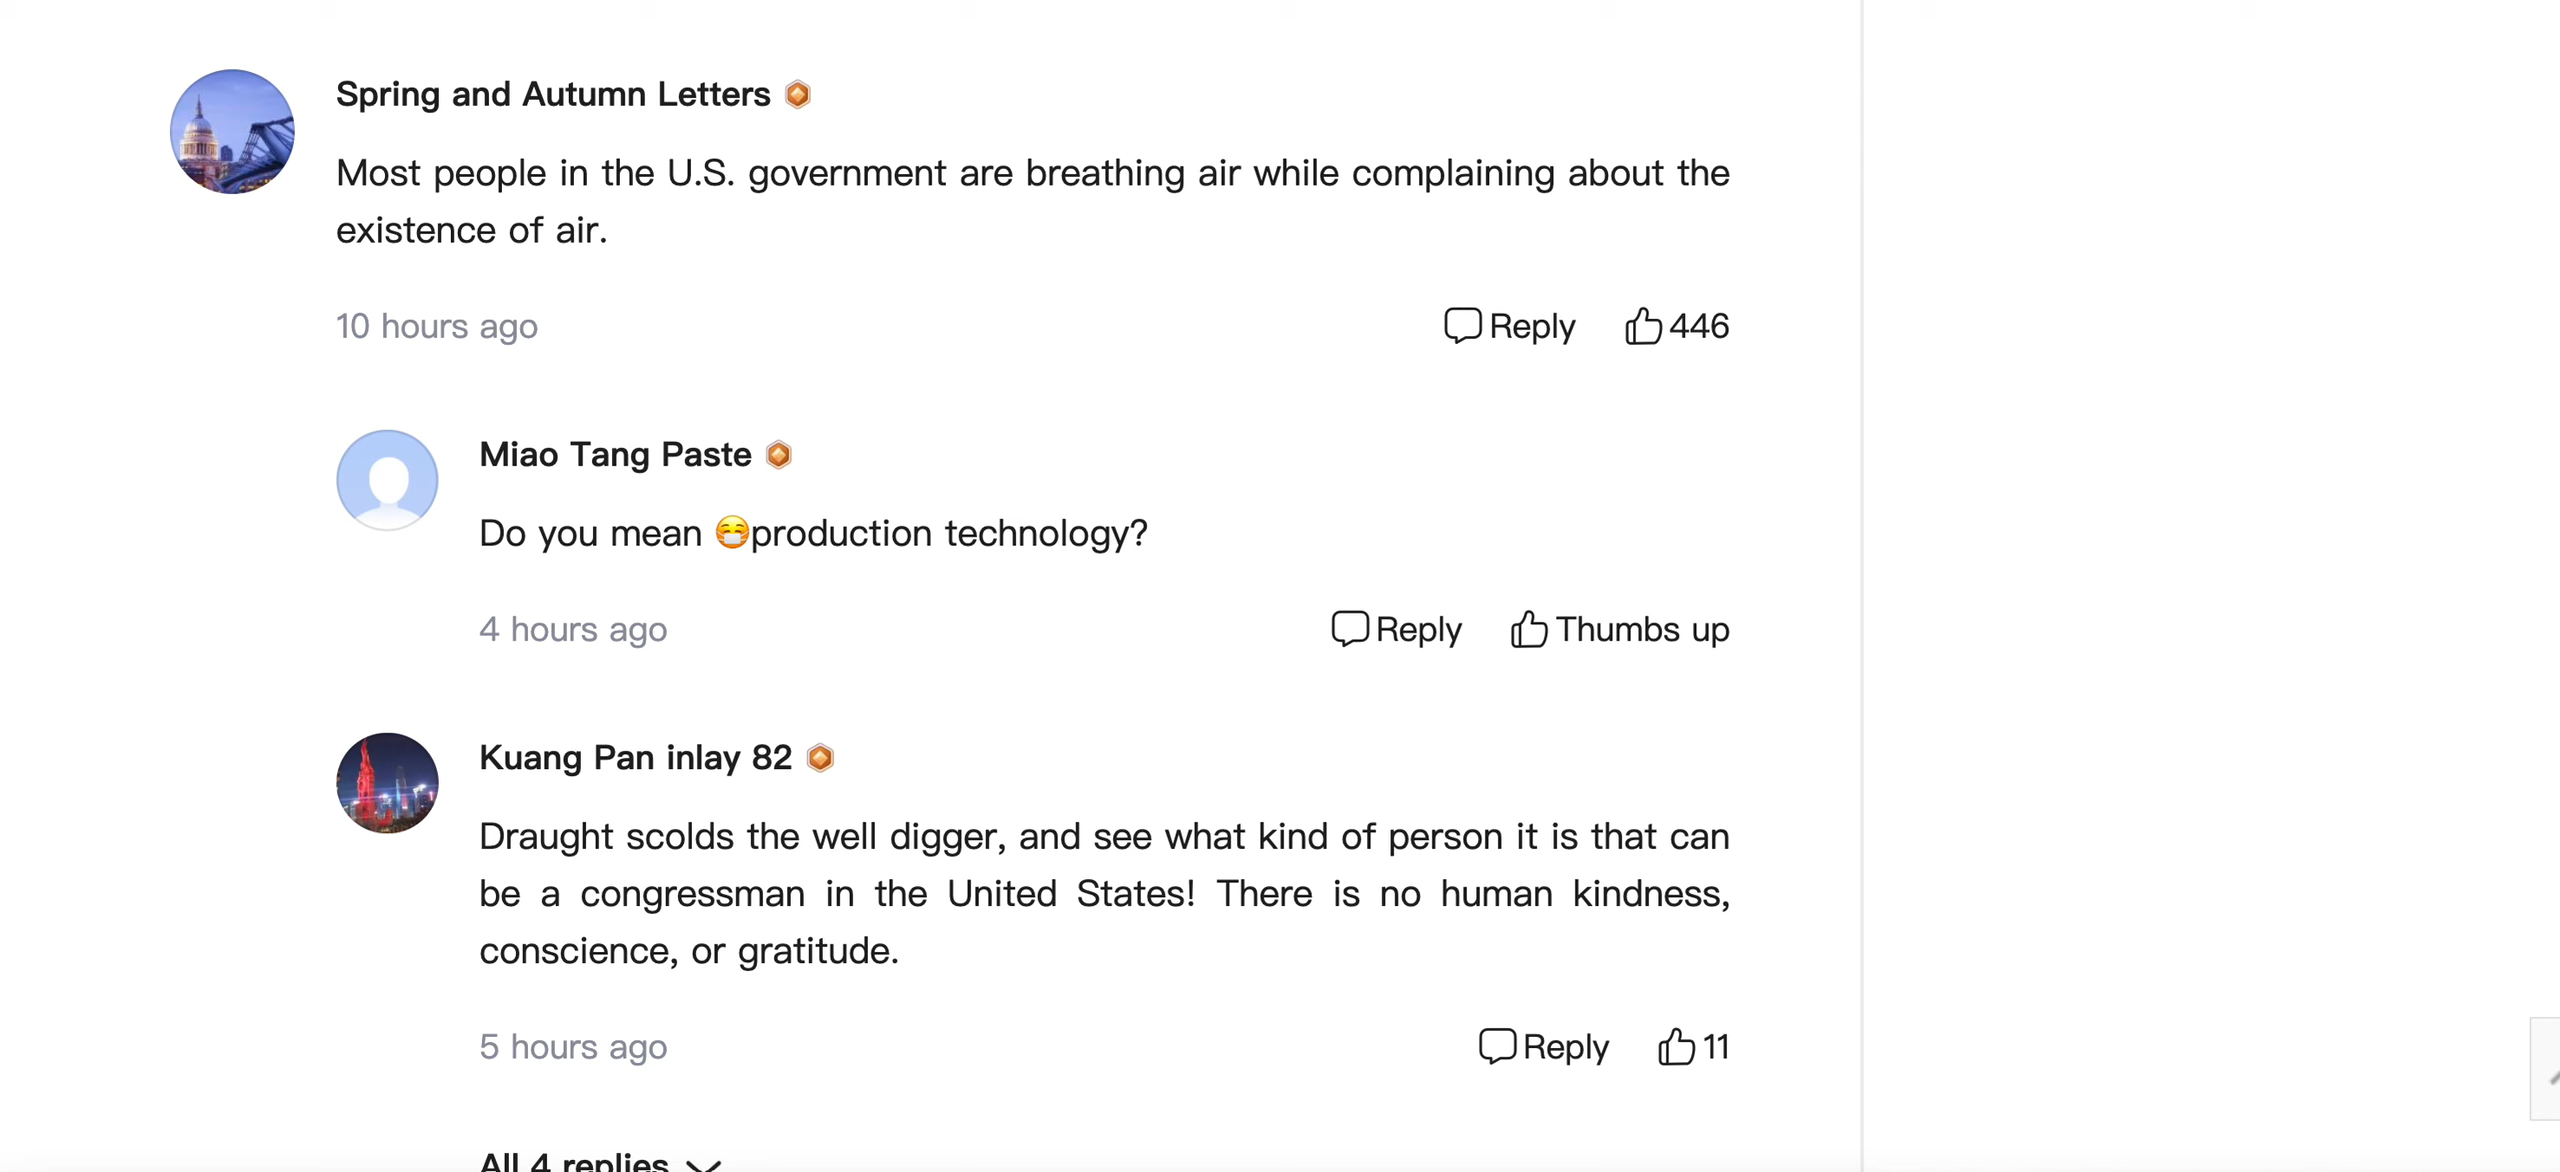 Spring and Autumn Letters
Most people in the U.S. government are breathing air while complaining about the
existence of air.
10 hours ago
Reply
446
Miao Tang Paste
Do you mean 😷production technology?
4 hours ago
Reply
Thumbs up
Kuang Pan inlay 82
Draught scolds the well digger, and see what kind of person it is that can
be a congressman in the United States! There is no human kindness,
conscience, or gratitude.
5 hours ago
Reply
11
All 4 replies